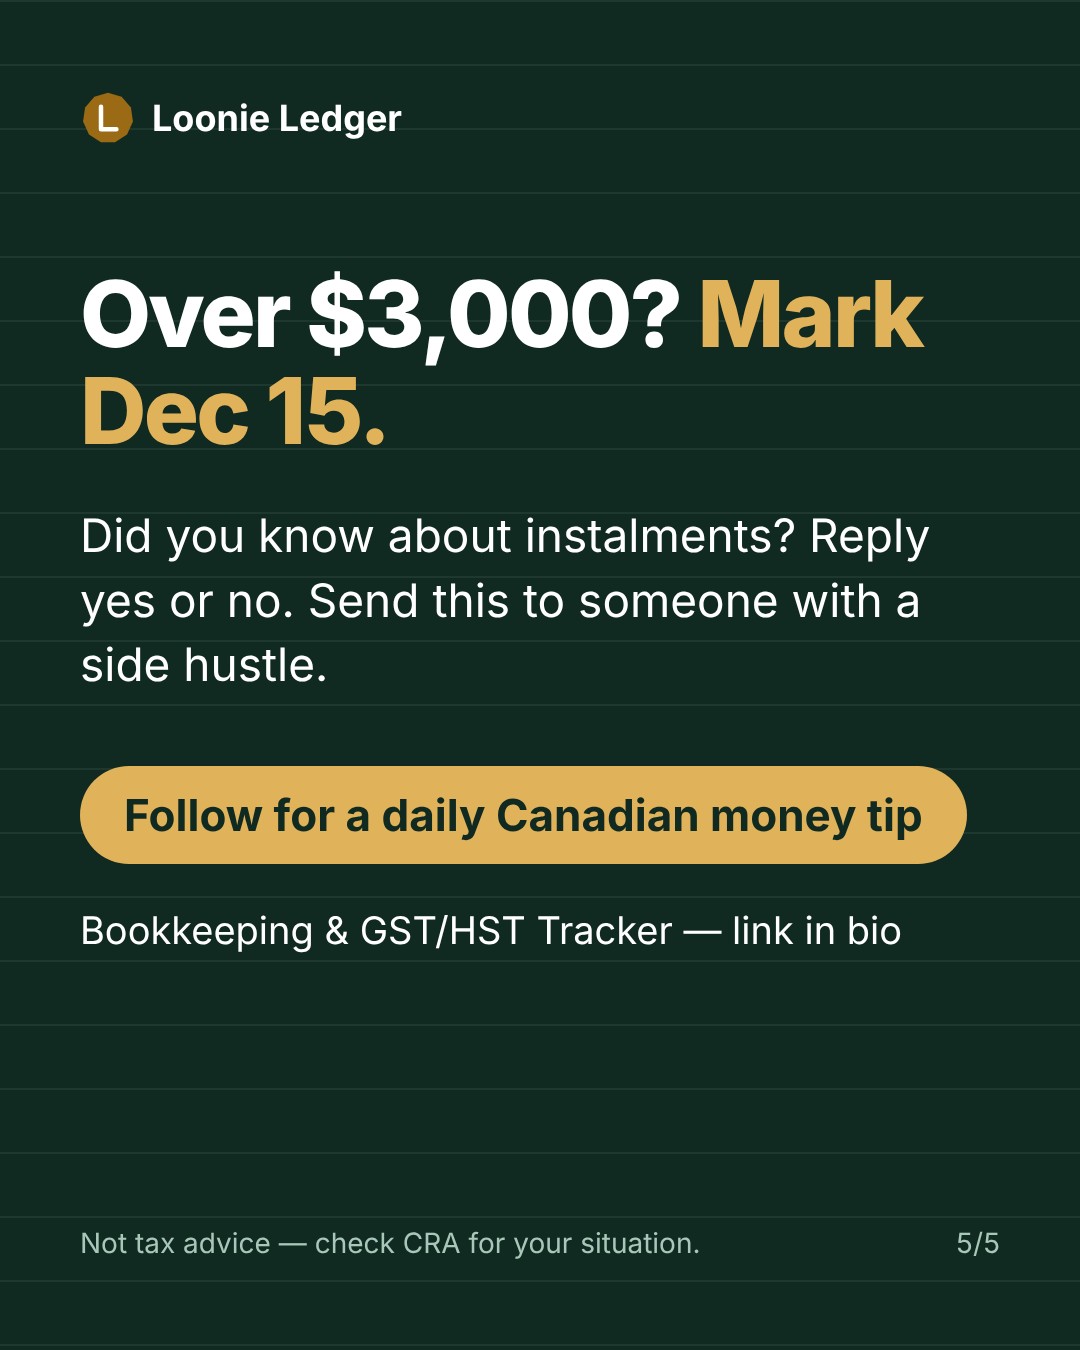 L Loonie Ledger
Over $3,000? Mark
Dec 15.
Did you know about instalments? Reply
yes or no. Send this to someone with a
side hustle.
Follow for a daily Canadian money tip
Bookkeeping & GST/HST Tracker — link in bio
Not tax advice — check CRA for your situation. 5/5